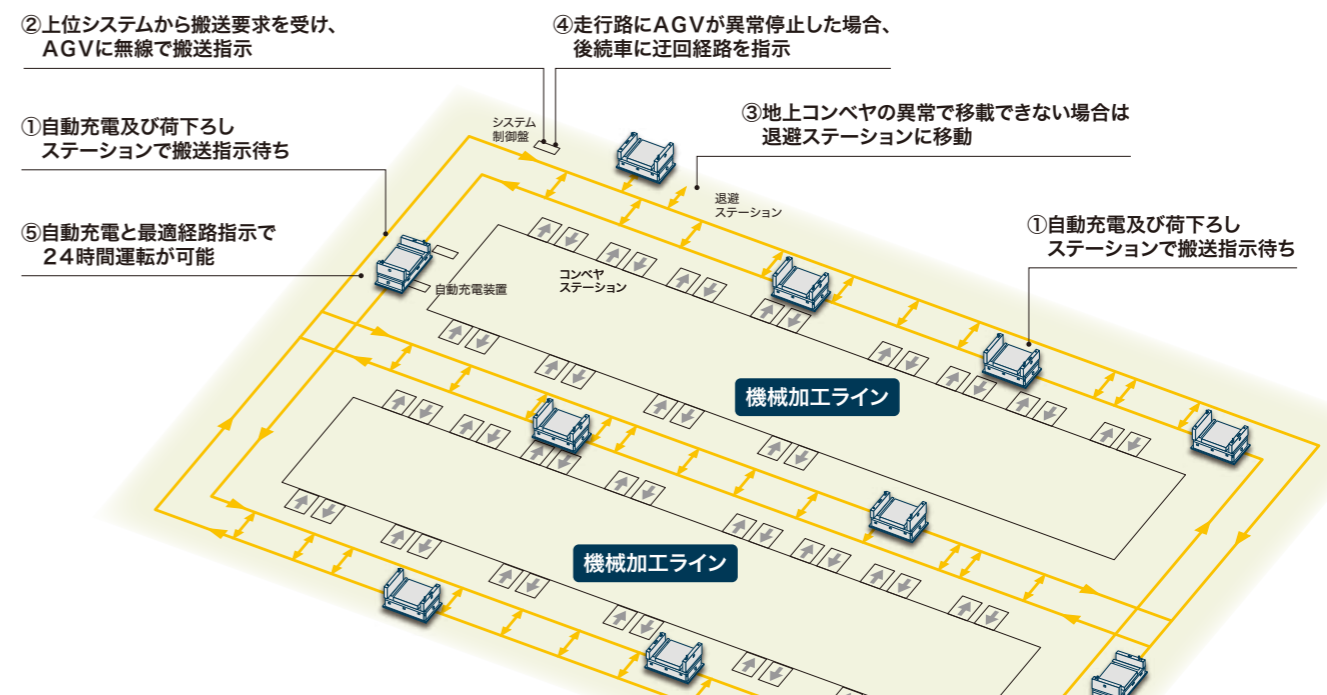 ②上位システムから搬送要求を受け、
AGVに無線で搬送指示
④走行路にAGVが異常停止した場合、
後続車に迂回経路を指示
①自動充電及び荷下ろし
ステーションで搬送指示待ち
システム
制御盤
③地上コンベヤの異常で移載できない場合は
退避ステーションに移動
退避
ステーション
⑤自動充電と最適経路指示で
24時間運転が可能
①自動充電及び荷下ろし
ステーションで搬送指示待ち
自動充電装置
コンベヤ
ステーション
機械加工ライン
機械加工ライン